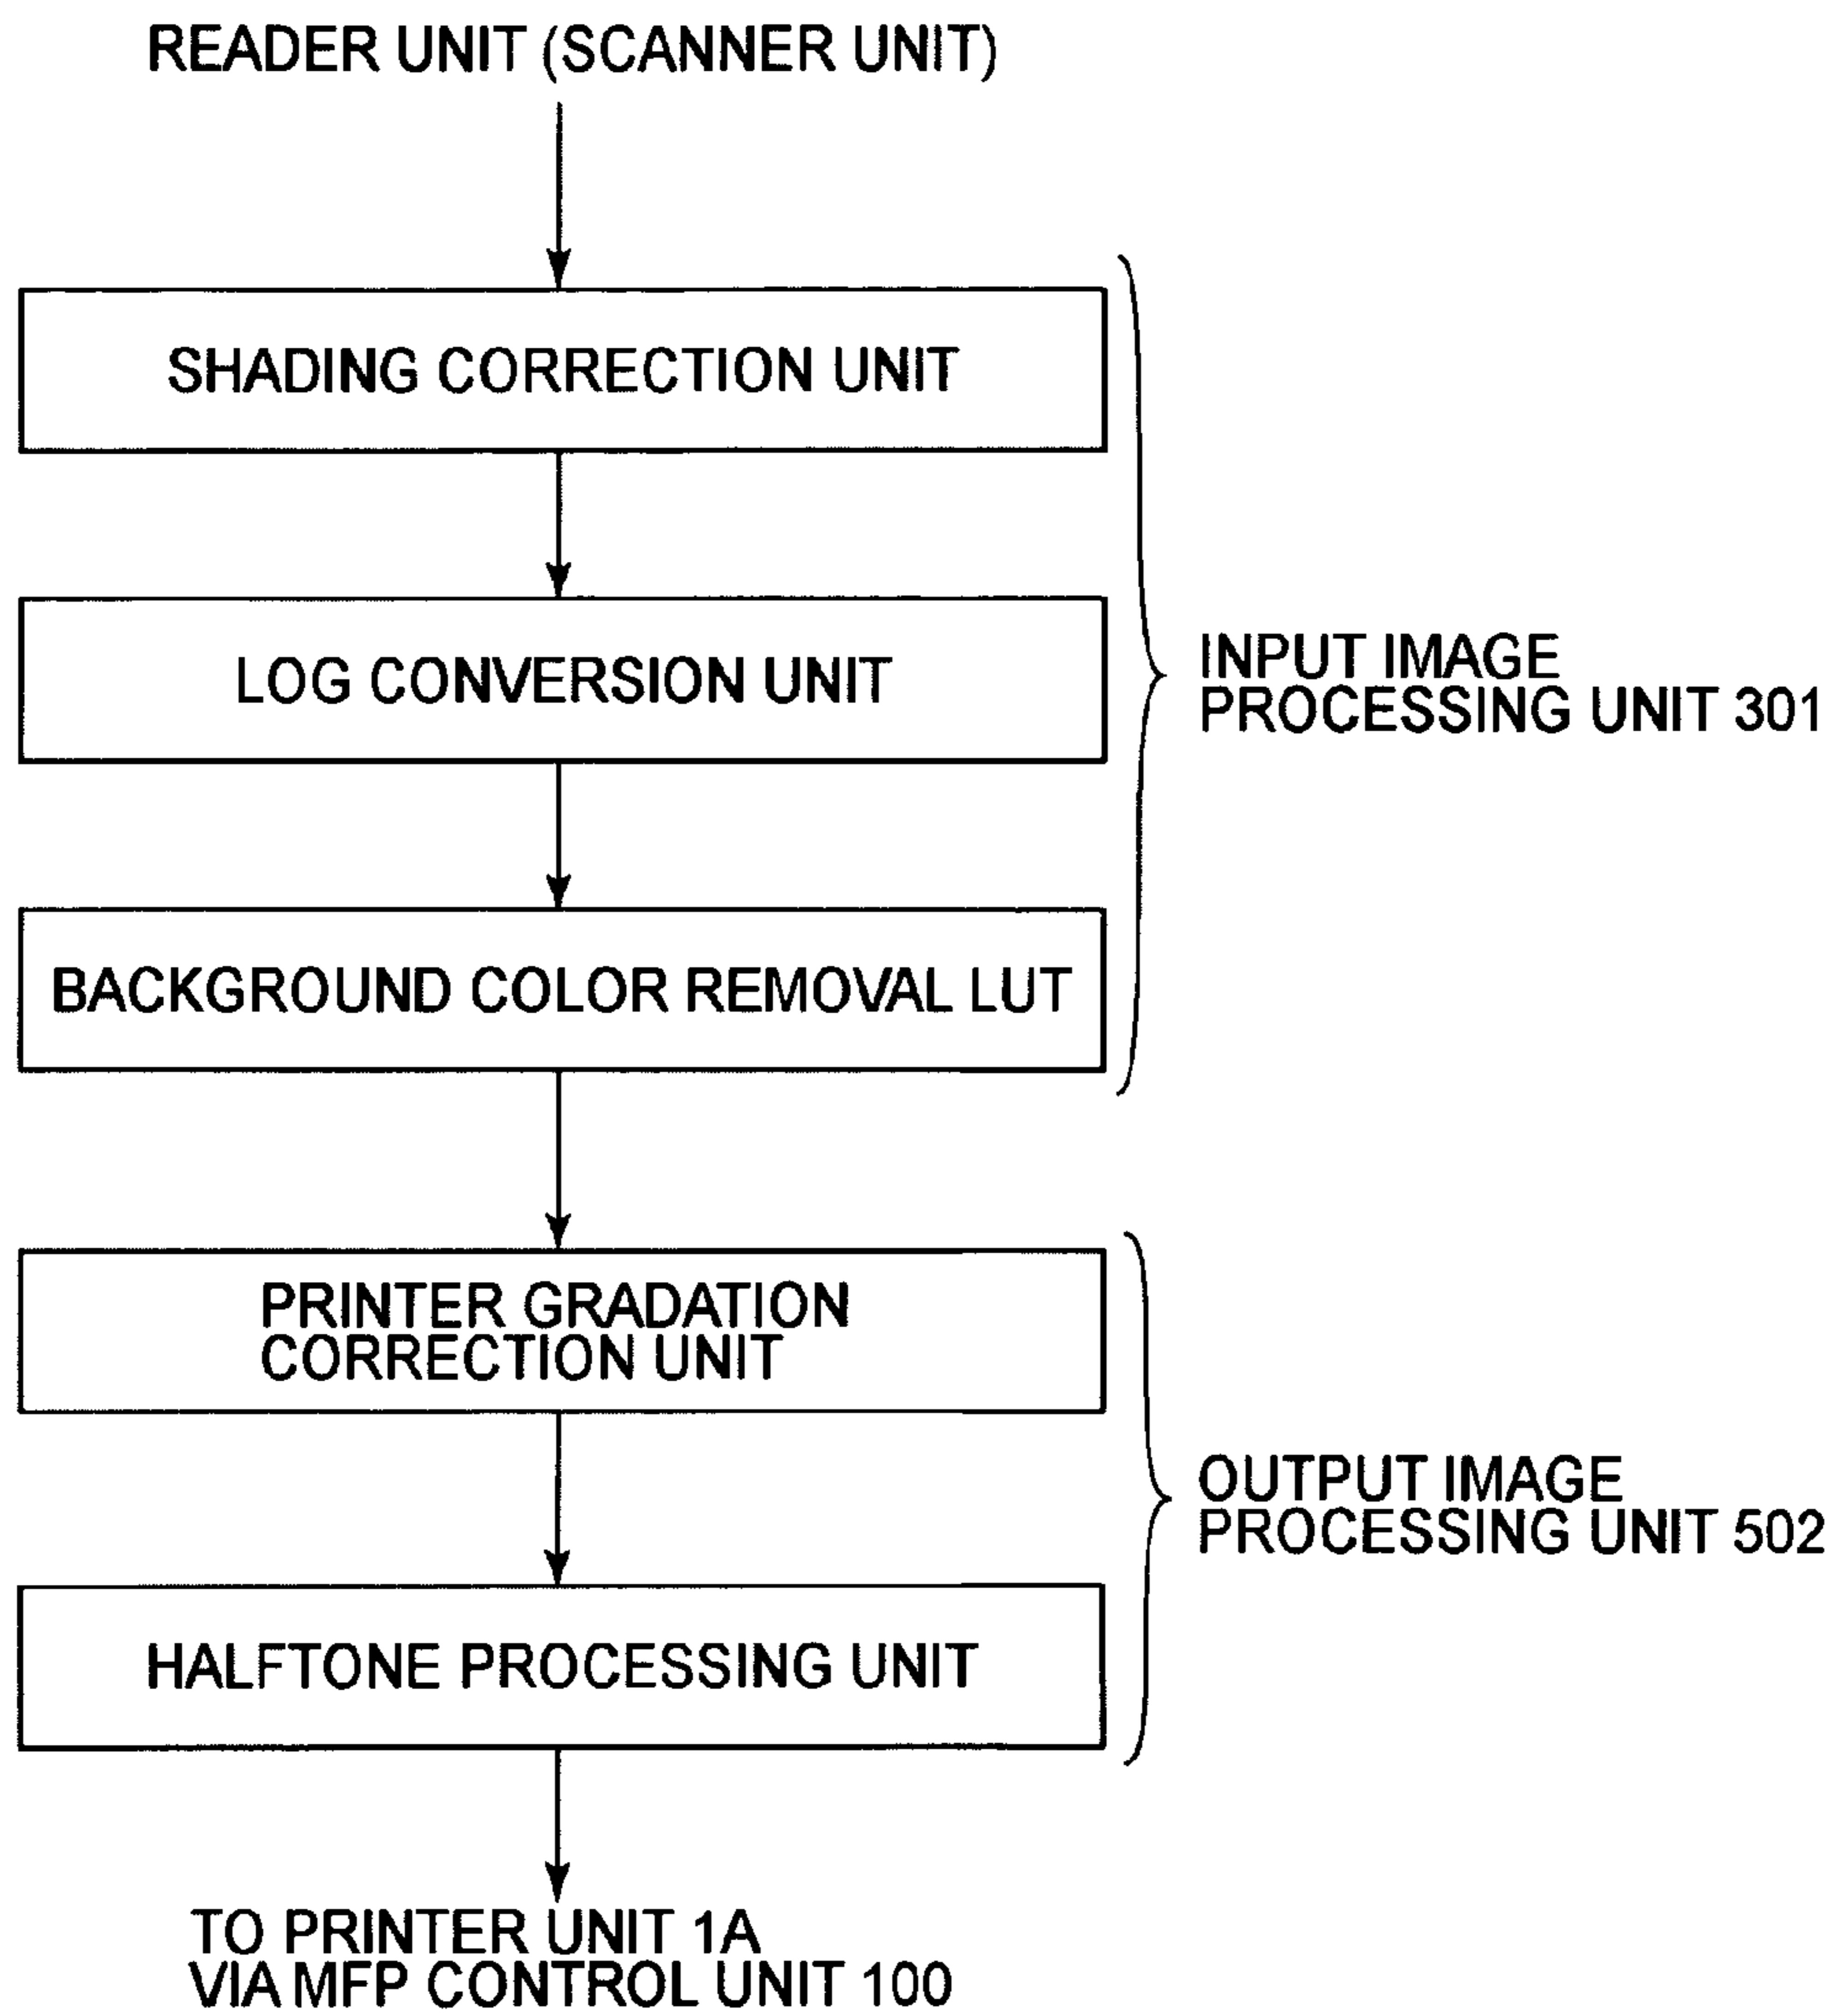 READER UNIT (SCANNER UNIT)
SHADING CORRECTION UNIT
LOG CONVERSION UNIT
INPUT IMAGE
PROCESSING UNIT 301
BACKGROUND COLOR REMOVAL LUT
PRINTER GRADATION
CORRECTION UNIT
OUTPUT IMAGE
PROCESSING UNIT 502
HALFTONE PROCESSING UNIT
TO PRINTER UNIT 1A
VIA MFP CONTROL UNIT 100